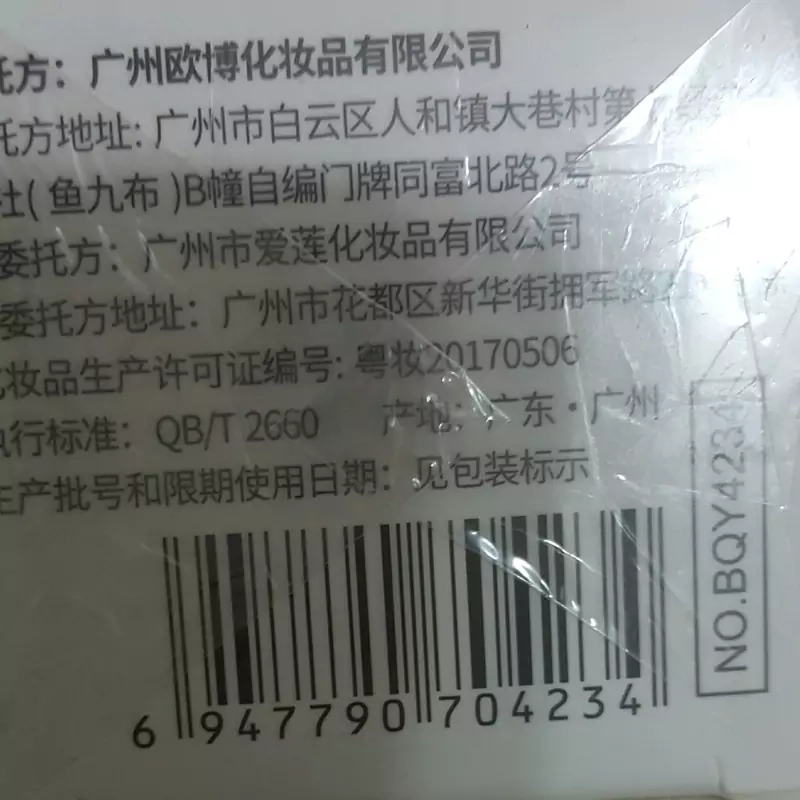 托方：广州欧博化妆品有限公司
托方地址：广州市白云区人和镇大巷村第
社(鱼九布)B幢自编门牌同富北路2号
委托方：广州市爱莲化妆品有限公司
委托方地址：广州市花都区新华街拥军路
化妆品生产许可证编号：粤妆20170506
执行标准：QB/T 2660 产地：广东·广州
生产批号和限期使用日期：见包装标示
NO.BQY4234
6 947790 704234